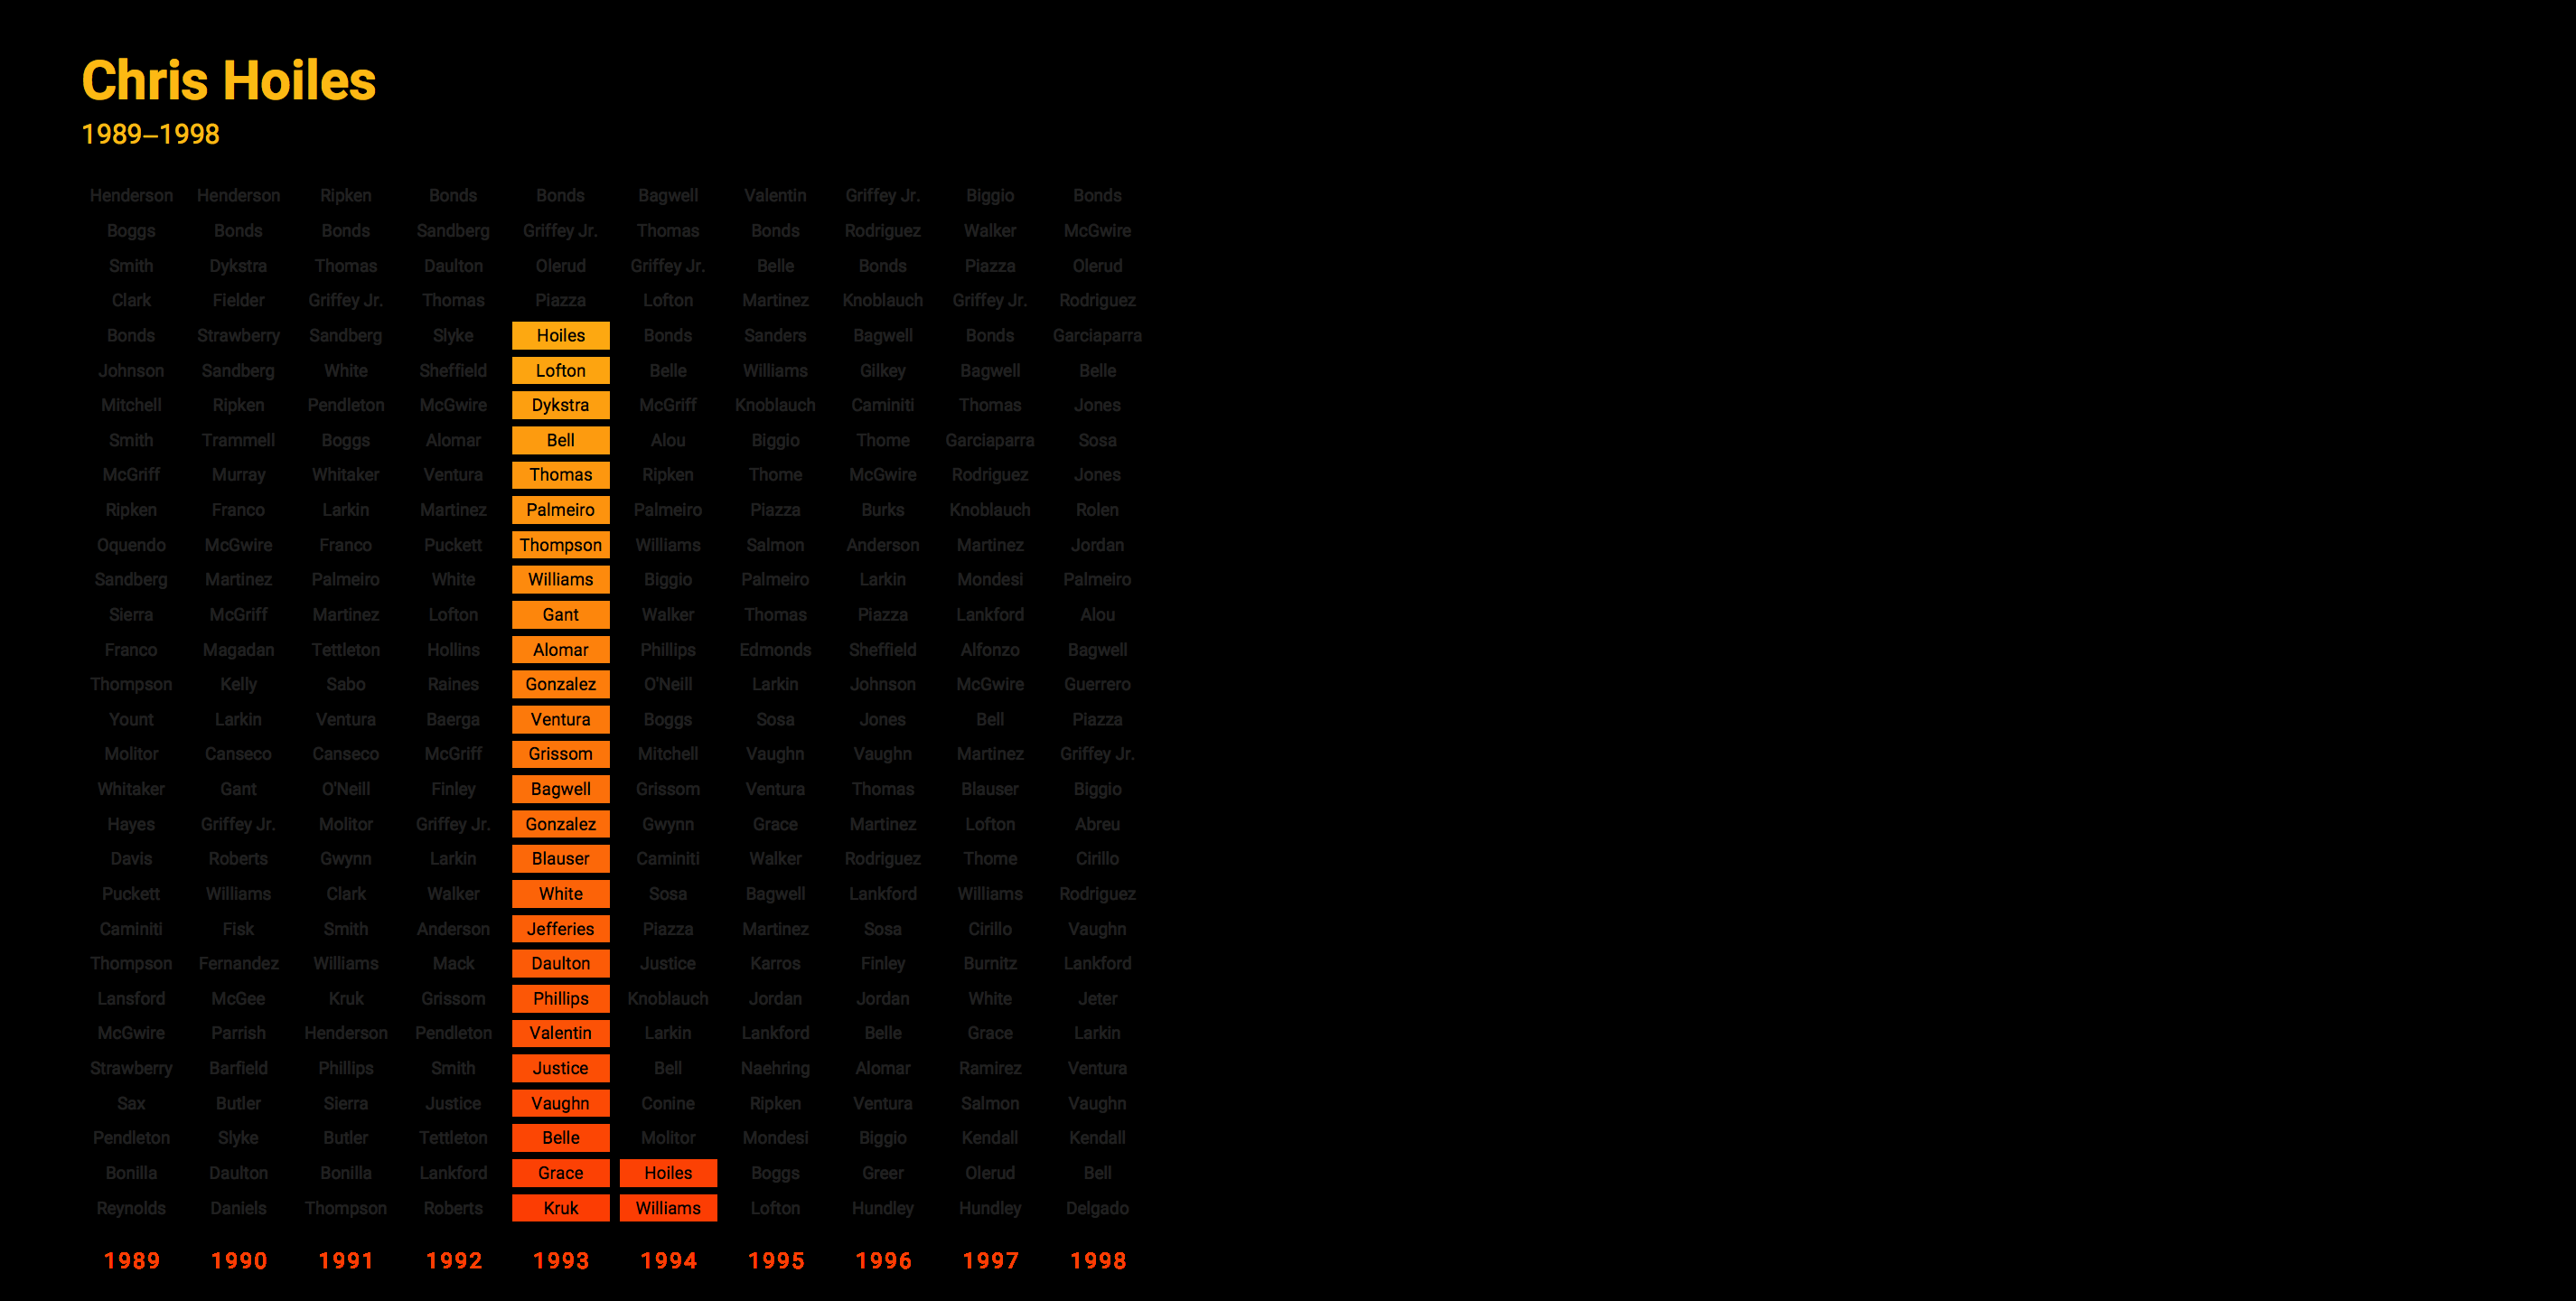 Chris Hoiles
1989–1998
Henderson Henderson Ripken Bonds Bonds Bagwell Valentin Griffey Jr. Biggio Bonds
Boggs Bonds Bonds Sandberg Griffey Jr. Thomas Bonds Rodriguez Walker McGwire
Smith Dykstra Thomas Daulton Olerud Griffey Jr. Belle Bonds Piazza Olerud
Clark Fielder Griffey Jr. Thomas Piazza Lofton Martinez Knoblauch Griffey Jr. Rodriguez
Bonds Strawberry Sandberg Slyke Hoiles Bonds Sanders Bagwell Bonds Garciaparra
Johnson Sandberg White Sheffield Lofton Belle Williams Gilkey Bagwell Belle
Mitchell Ripken Pendleton McGwire Dykstra McGriff Knoblauch Caminiti Thomas Jones
Smith Trammell Boggs Alomar Bell Alou Biggio Thome Garciaparra Sosa
McGriff Murray Whitaker Ventura Thomas Ripken Thome McGwire Rodriguez Jones
Ripken Franco Larkin Martinez Palmeiro Palmeiro Piazza Burks Knoblauch Rolen
Oquendo McGwire Franco Puckett Thompson Williams Salmon Anderson Martinez Jordan
Sandberg Martinez Palmeiro White Williams Biggio Palmeiro Larkin Mondesi Palmeiro
Sierra McGriff Martinez Lofton Gant Walker Thomas Piazza Lankford Alou
Franco Magadan Tettleton Hollins Alomar Phillips Edmonds Sheffield Alfonzo Bagwell
Thompson Kelly Sabo Raines Gonzalez O'Neill Larkin Johnson McGwire Guerrero
Yount Larkin Ventura Baerga Ventura Boggs Sosa Jones Bell Piazza
Molitor Canseco Canseco McGriff Grissom Mitchell Vaughn Vaughn Martinez Griffey Jr.
Whitaker Gant O'Neill Finley Bagwell Grissom Ventura Thomas Blauser Biggio
Hayes Griffey Jr. Molitor Griffey Jr. Gonzalez Gwynn Grace Martinez Lofton Abreu
Davis Roberts Gwynn Larkin Blauser Caminiti Walker Rodriguez Thome Cirillo
Puckett Williams Clark Walker White Sosa Bagwell Lankford Williams Rodriguez
Caminiti Fisk Smith Anderson Jefferies Piazza Martinez Sosa Cirillo Vaughn
Thompson Fernandez Williams Mack Daulton Justice Karros Finley Burnitz Lankford
Lansford McGee Kruk Grissom Phillips Knoblauch Jordan Jordan White Jeter
McGwire Parrish Henderson Pendleton Valentin Larkin Lankford Belle Grace Larkin
Strawberry Barfield Phillips Smith Justice Bell Naehring Alomar Ramirez Ventura
Sax Butler Sierra Justice Vaughn Conine Ripken Ventura Salmon Vaughn
Pendleton Slyke Butler Tettleton Belle Molitor Mondesi Biggio Kendall Kendall
Bonilla Daulton Bonilla Lankford Grace Hoiles Boggs Greer Olerud Bell
Reynolds Daniels Thompson Roberts Kruk Williams Lofton Hundley Hundley Delgado
1989 1990 1991 1992 1993 1994 1995 1996 1997 1998